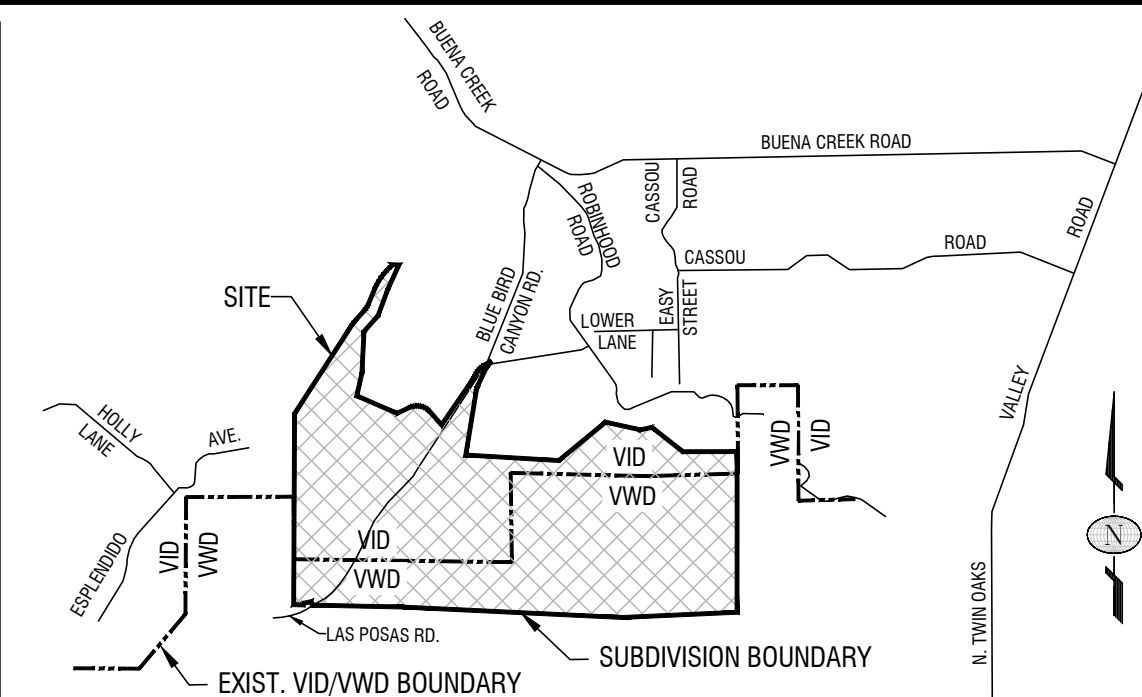 BUENA CREEK
ROAD
BUENA CREEK ROAD
CASSOU
ROAD
ROBINHOOD
ROAD
ROAD
CASSOU
ROAD
SITE
BLUE BIRD
CANYON RD.
LOWER
LANE
EASY
STREET
VALLEY
HOLLY
LANE
AVE.
VWD
VID
VID
VWD
N
ESPLENDIDO
VID
VWD
VID
VWD
LAS POSAS RD.
N. TWIN OAKS
SUBDIVISION BOUNDARY
EXIST. VID/VWD BOUNDARY